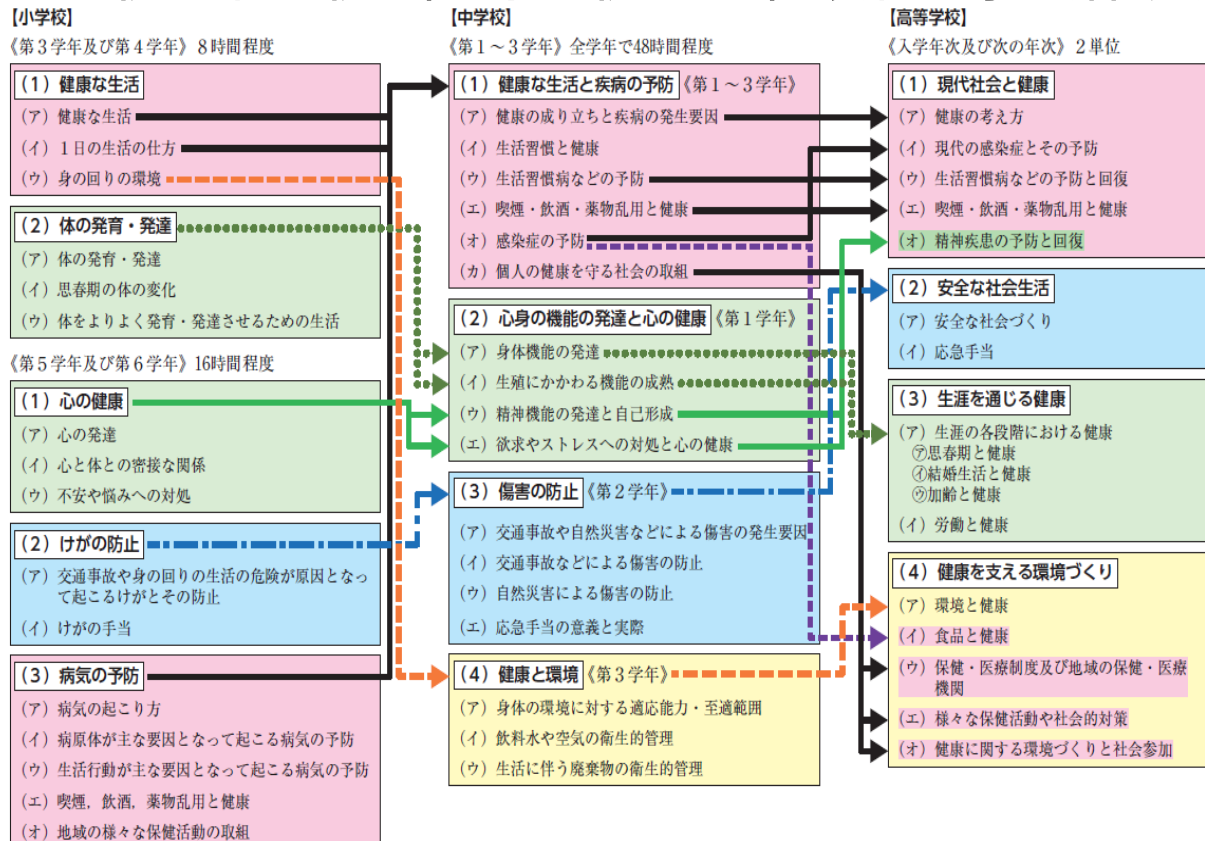 【小学校】
《第3学年及び第4学年》8時間程度
(1) 健康な生活
(ア) 健康な生活
(イ) 1日の生活の仕方
(ウ) 身の回りの環境
(2) 体の発育・発達
(ア) 体の発育・発達
(イ) 思春期の体の変化
(ウ) 体をよりよく発育・発達させるための生活
《第5学年及び第6学年》16時間程度
(1) 心の健康
(ア) 心の発達
(イ) 心と体との密接な関係
(ウ) 不安や悩みへの対処
(2) けがの防止
(ア) 交通事故や身の回りの生活の危険が原因となっ
て起こるけがとその防止
(イ) けがの手当
(3) 病気の予防
(ア) 病気の起こり方
(イ) 病原体が主な要因となって起こる病気の予防
(ウ) 生活行動が主な要因となって起こる病気の予防
(エ) 喫煙，飲酒，薬物乱用と健康
(オ) 地域の様々な保健活動の取組
【中学校】
《第1～3学年》全学年で48時間程度
(1) 健康な生活と疾病の予防《第1～3学年》
(ア) 健康の成り立ちと疾病の発生要因
(イ) 生活習慣と健康
(ウ) 生活習慣病などの予防
(エ) 喫煙・飲酒・薬物乱用と健康
(オ) 感染症の予防
(カ) 個人の健康を守る社会の取組
(2) 心身の機能の発達と心の健康《第1学年》
(ア) 身体機能の発達
(イ) 生殖にかかわる機能の成熟
(ウ) 精神機能の発達と自己形成
(エ) 欲求やストレスへの対処と心の健康
(3) 傷害の防止《第2学年》
(ア) 交通事故や自然災害などによる傷害の発生要因
(イ) 交通事故などによる傷害の防止
(ウ) 自然災害による傷害の防止
(エ) 応急手当の意義と実際
(4) 健康と環境《第3学年》
(ア) 身体の環境に対する適応能力・至適範囲
(イ) 飲料水や空気の衛生的管理
(ウ) 生活に伴う廃棄物の衛生的管理
【高等学校】
《入学年次及び次の年次》2単位
(1) 現代社会と健康
(ア) 健康の考え方
(イ) 現代の感染症とその予防
(ウ) 生活習慣病などの予防と回復
(エ) 喫煙・飲酒・薬物乱用と健康
(オ) 精神疾患の予防と回復
(2) 安全な社会生活
(ア) 安全な社会づくり
(イ) 応急手当
(3) 生涯を通じる健康
(ア) 生涯の各段階における健康
㋐思春期と健康
㋑結婚生活と健康
㋒加齢と健康
(イ) 労働と健康
(4) 健康を支える環境づくり
(ア) 環境と健康
(イ) 食品と健康
(ウ) 保健・医療制度及び地域の保健・医療
機関
(エ) 様々な保健活動や社会的対策
(オ) 健康に関する環境づくりと社会参加